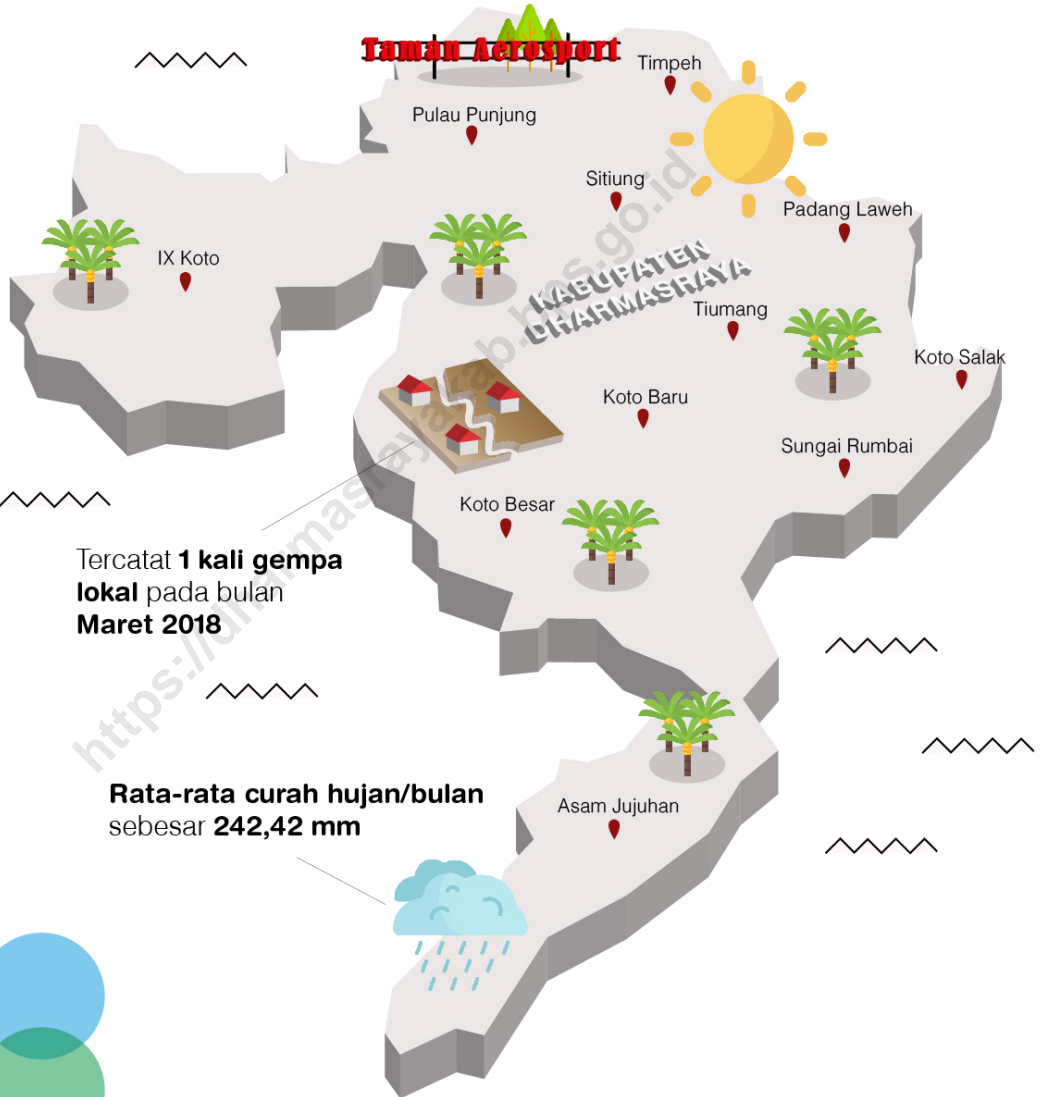 Taman Aerosport
Timpeh
Pulau Punjung
Sitiung
Padang Laweh
IX Koto
KABUPATEN
DHARMASRAYA
Tiumang
Koto Salak
Koto Baru
Sungai Rumbai
Koto Besar
Tercatat 1 kali gempa
lokal pada bulan
Maret 2018
Rata-rata curah hujan/bulan
sebesar 242,42 mm
Asam Jujuhan
https://dharmasrayakab.bps.go.id